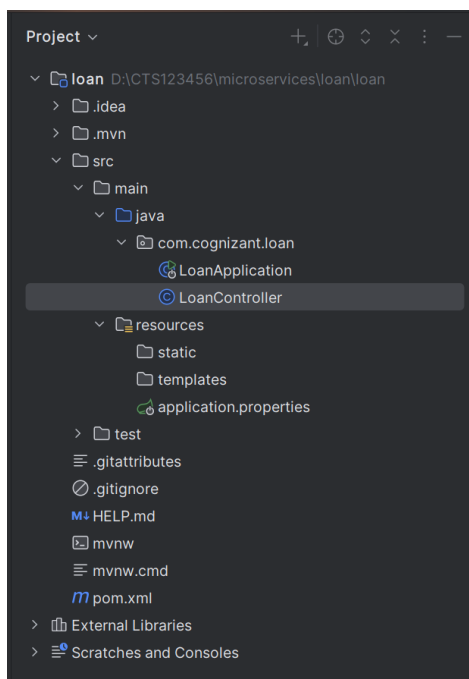 Project
loan D:\CTS123456\microservices\loan\loan
.idea
.mvn
src
main
java
com.cognizant.loan
LoanApplication
LoanController
resources
static
templates
application.properties
test
.gitattributes
.gitignore
M↓ HELP.md
mvnw
mvnw.cmd
m pom.xml
External Libraries
Scratches and Consoles